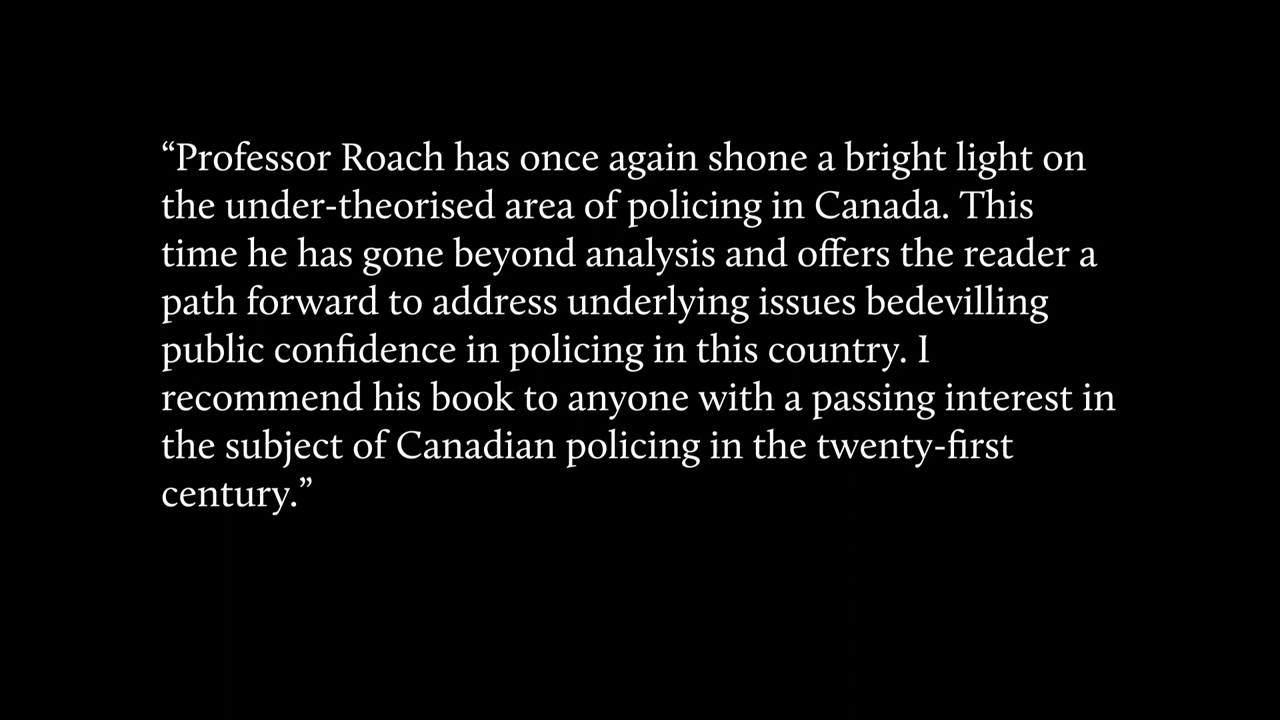 “Professor Roach has once again shone a bright light on
the under-theorised area of policing in Canada. This
time he has gone beyond analysis and offers the reader a
path forward to address underlying issues bedevilling
public confidence in policing in this country. I
recommend his book to anyone with a passing interest in
the subject of Canadian policing in the twenty-first
century.”